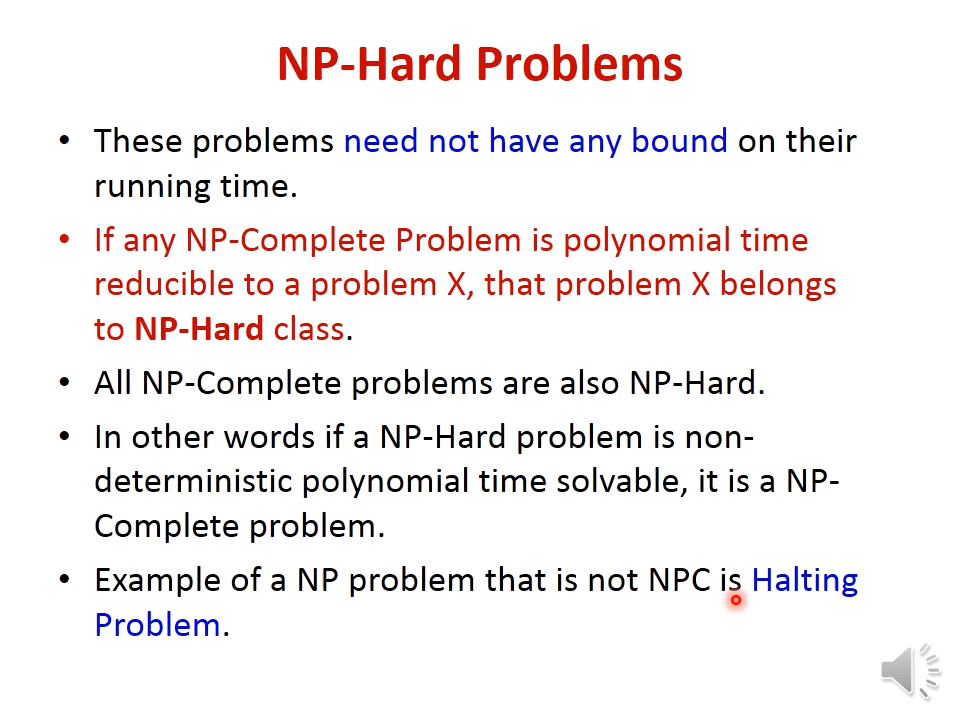 NP-Hard Problems
• These problems need not have any bound on their
running time.
• If any NP-Complete Problem is polynomial time
reducible to a problem X, that problem X belongs
to NP-Hard class.
• All NP-Complete problems are also NP-Hard.
• In other words if a NP-Hard problem is non-
deterministic polynomial time solvable, it is a NP-
Complete problem.
• Example of a NP problem that is not NPC is Halting
Problem.